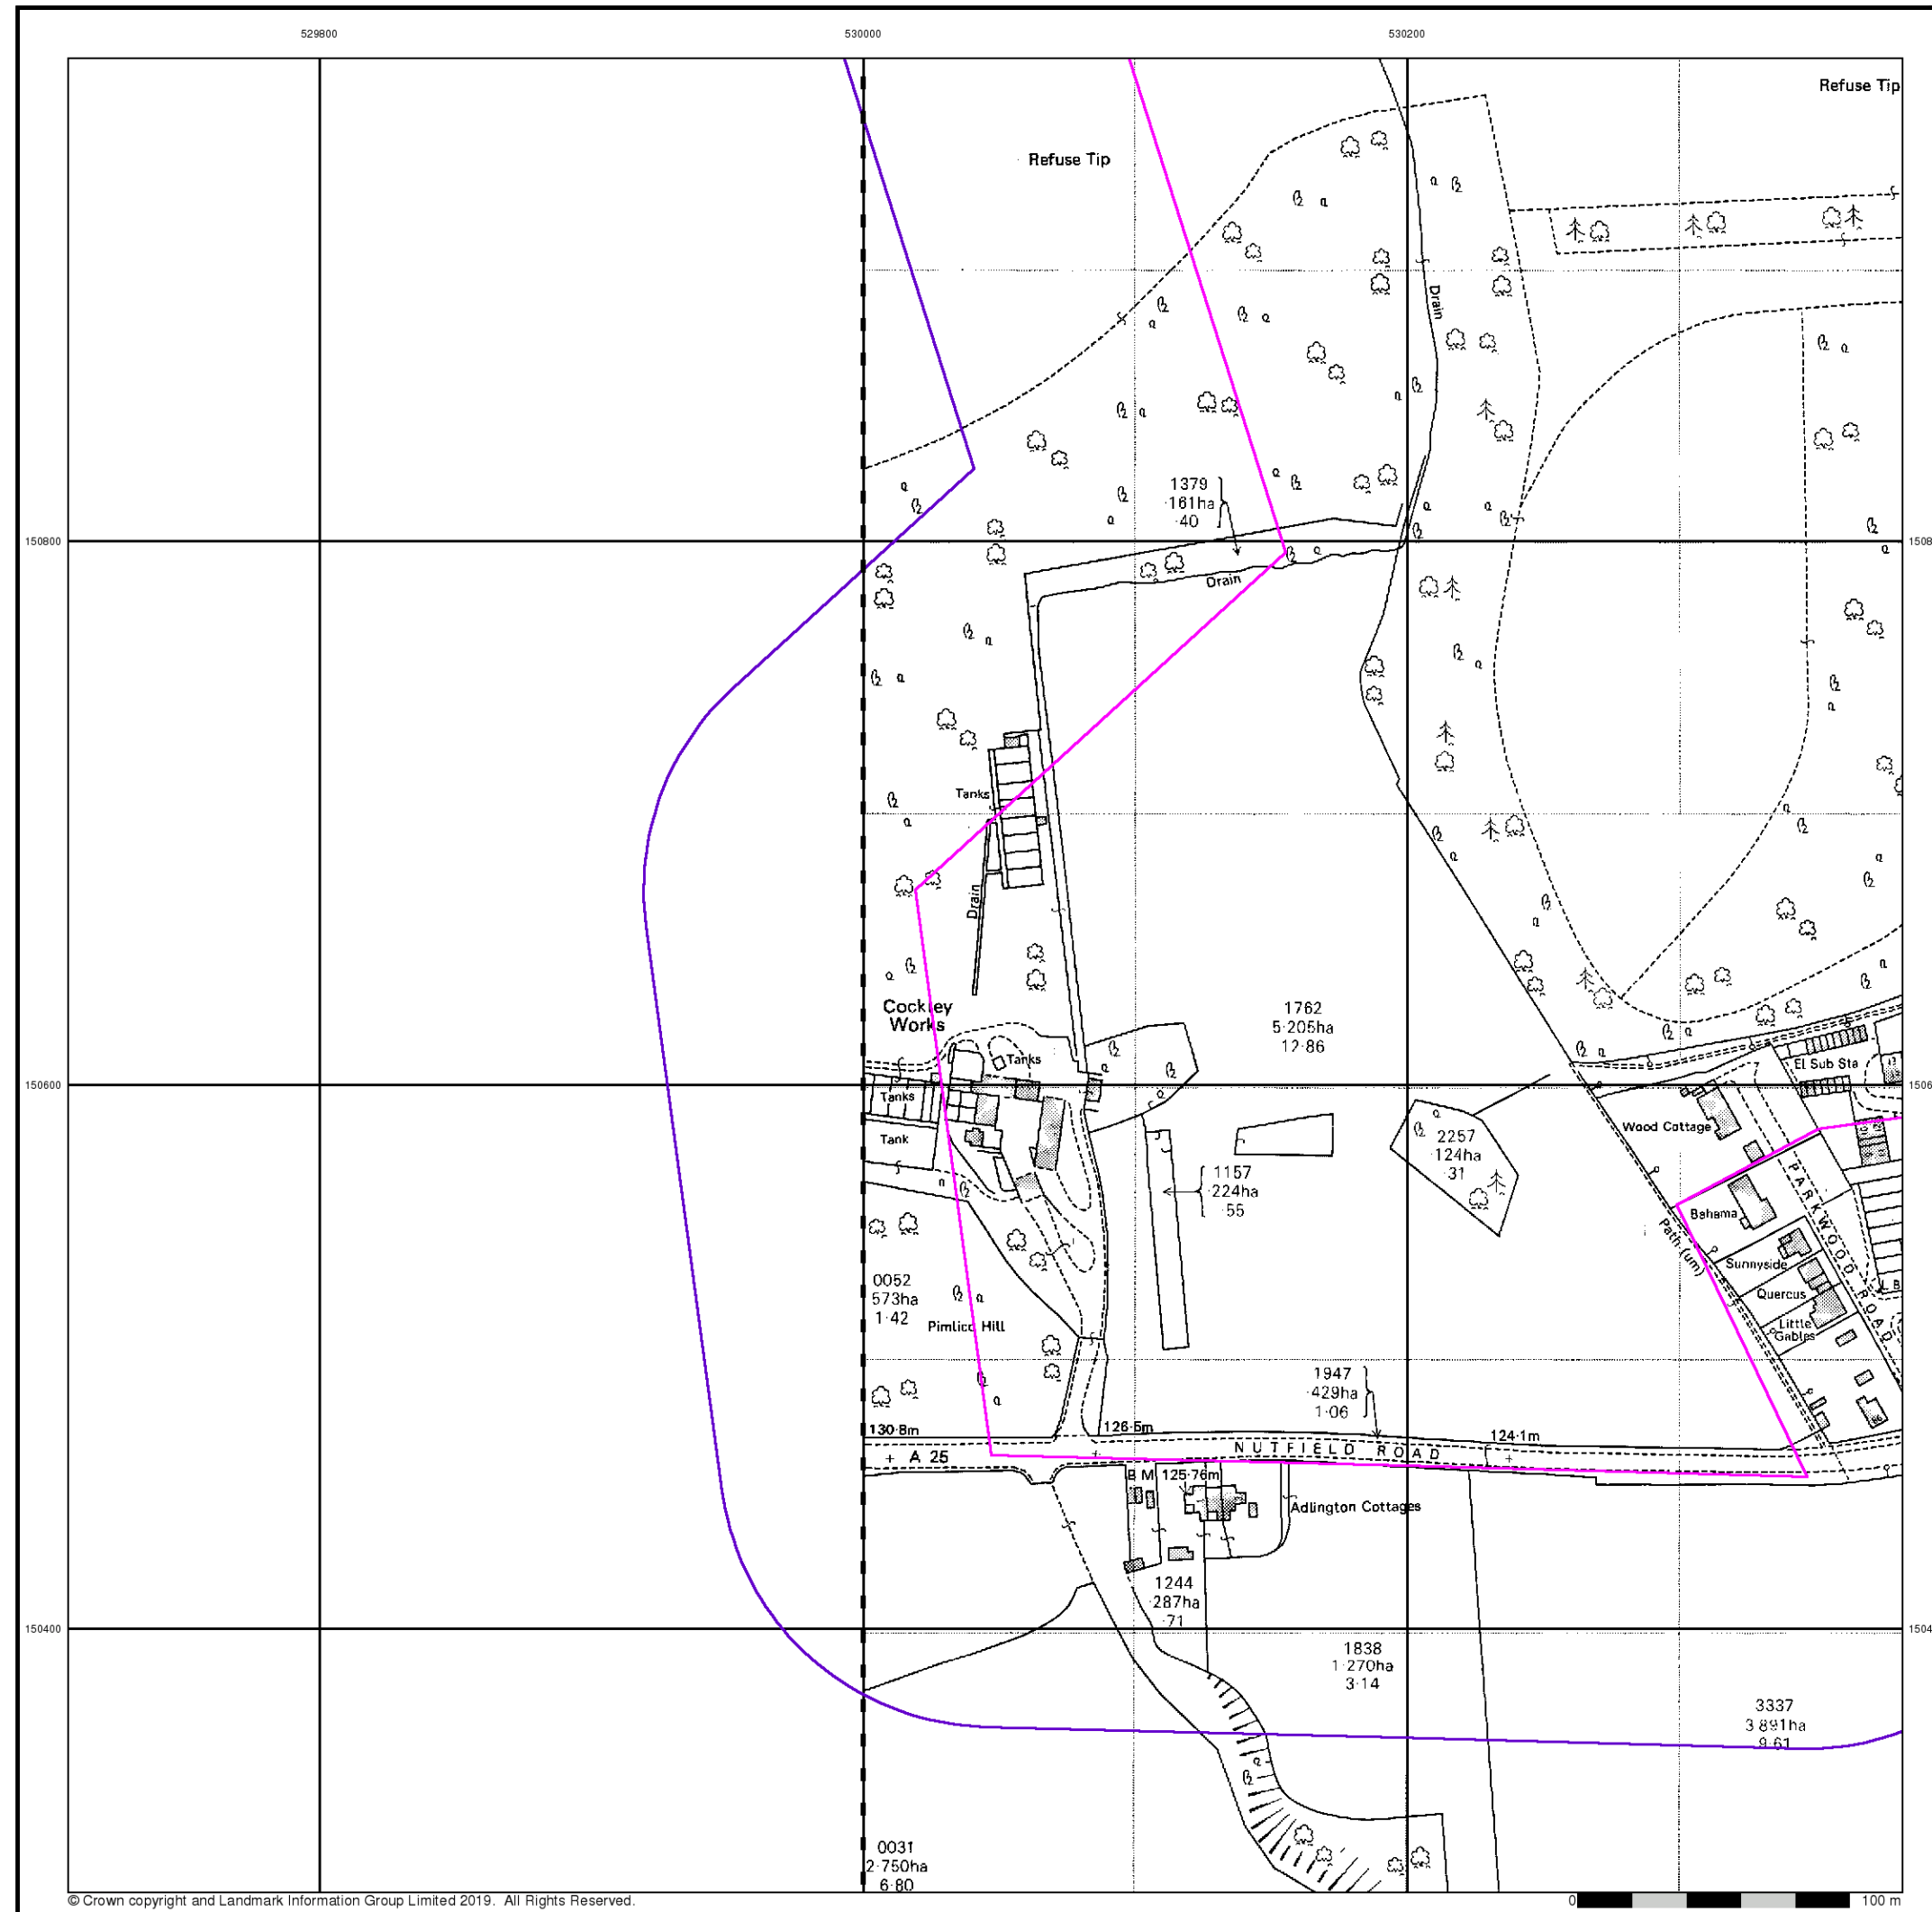 529800
530000
530200
Refuse Tip
Refuse Tip
Drain
1379
·161ha
·40
150800
1508
Drain
Tanks
Drain
Cockley
Works
1762
5·205ha
12·86
Tanks
El Sub Sta
150600
1506
Tanks
Wood Cottage
Tank
2257
·124ha
·31
1157
·224ha
·55
PARKWOOD ROAD
Bahama
Path (um)
Sunnyside
0052
573ha
1·42
Quercus
L B
Pimlico Hill
Little
Gables
1947
·429ha
1·06
130·8m
126·5m
124·1m
A 25
NUTFIELD ROAD
B M
125·76m
Adlington Cottages
1244
·287ha
·71
150400
1504
1838
1·270ha
3·14
3337
3 891ha
9·61
0031
2·750ha
6·80
© Crown copyright and Landmark Information Group Limited 2019. All Rights Reserved.
0
100 m